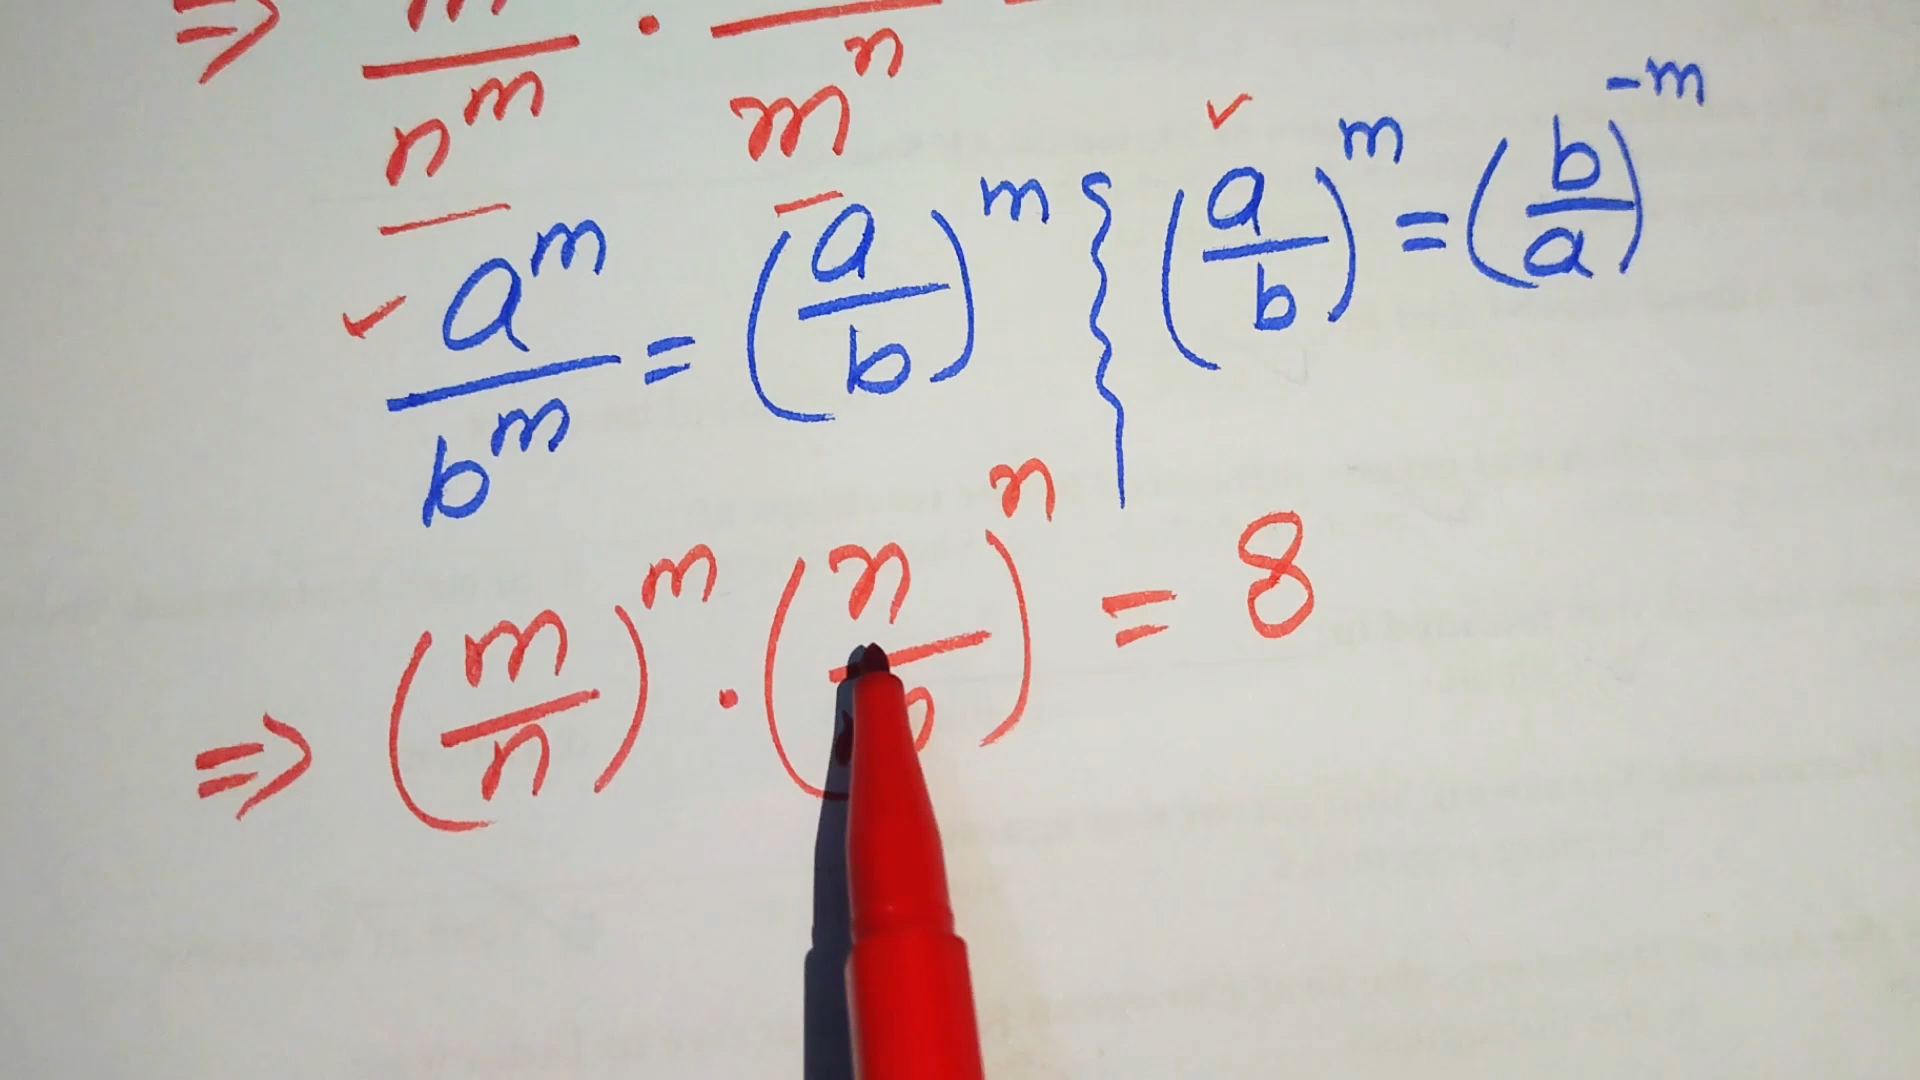 ⇒ m/n^m · /m^n
a^m/b^m = (a/b)^m } (a/b)^m = (b/a)^-m
⇒ (m/n)^m · (n/)^n = 8